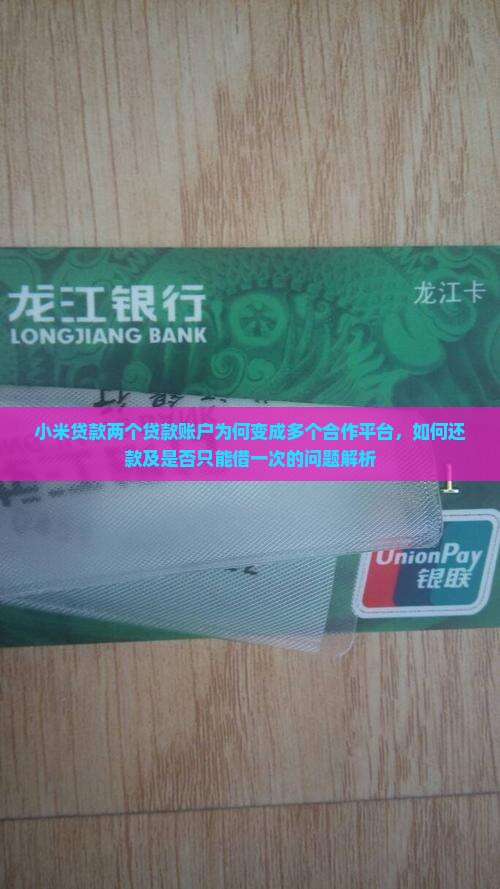 龙江银行
龙江卡
LONGJIANG BANK
小米贷款两个贷款账户为何变成多个合作平台，如何还
款及是否只能借一次的问题解析
1
UnionPay
银联